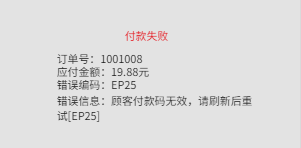 付款失败
订单号：1001008
应付金额：19.88元
错误编码：EP25
错误信息：顾客付款码无效，请刷新后重
试[EP25]